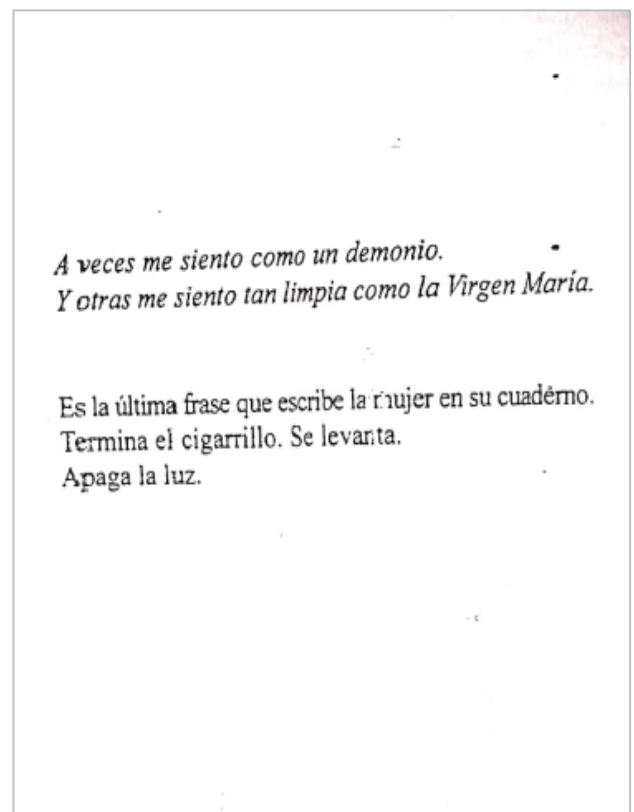 A veces me siento como un demonio.
Y otras me siento tan limpia como la Virgen María.
Es la última frase que escribe la mujer en su cuaderno.
Termina el cigarrillo. Se levanta.
Apaga la luz.